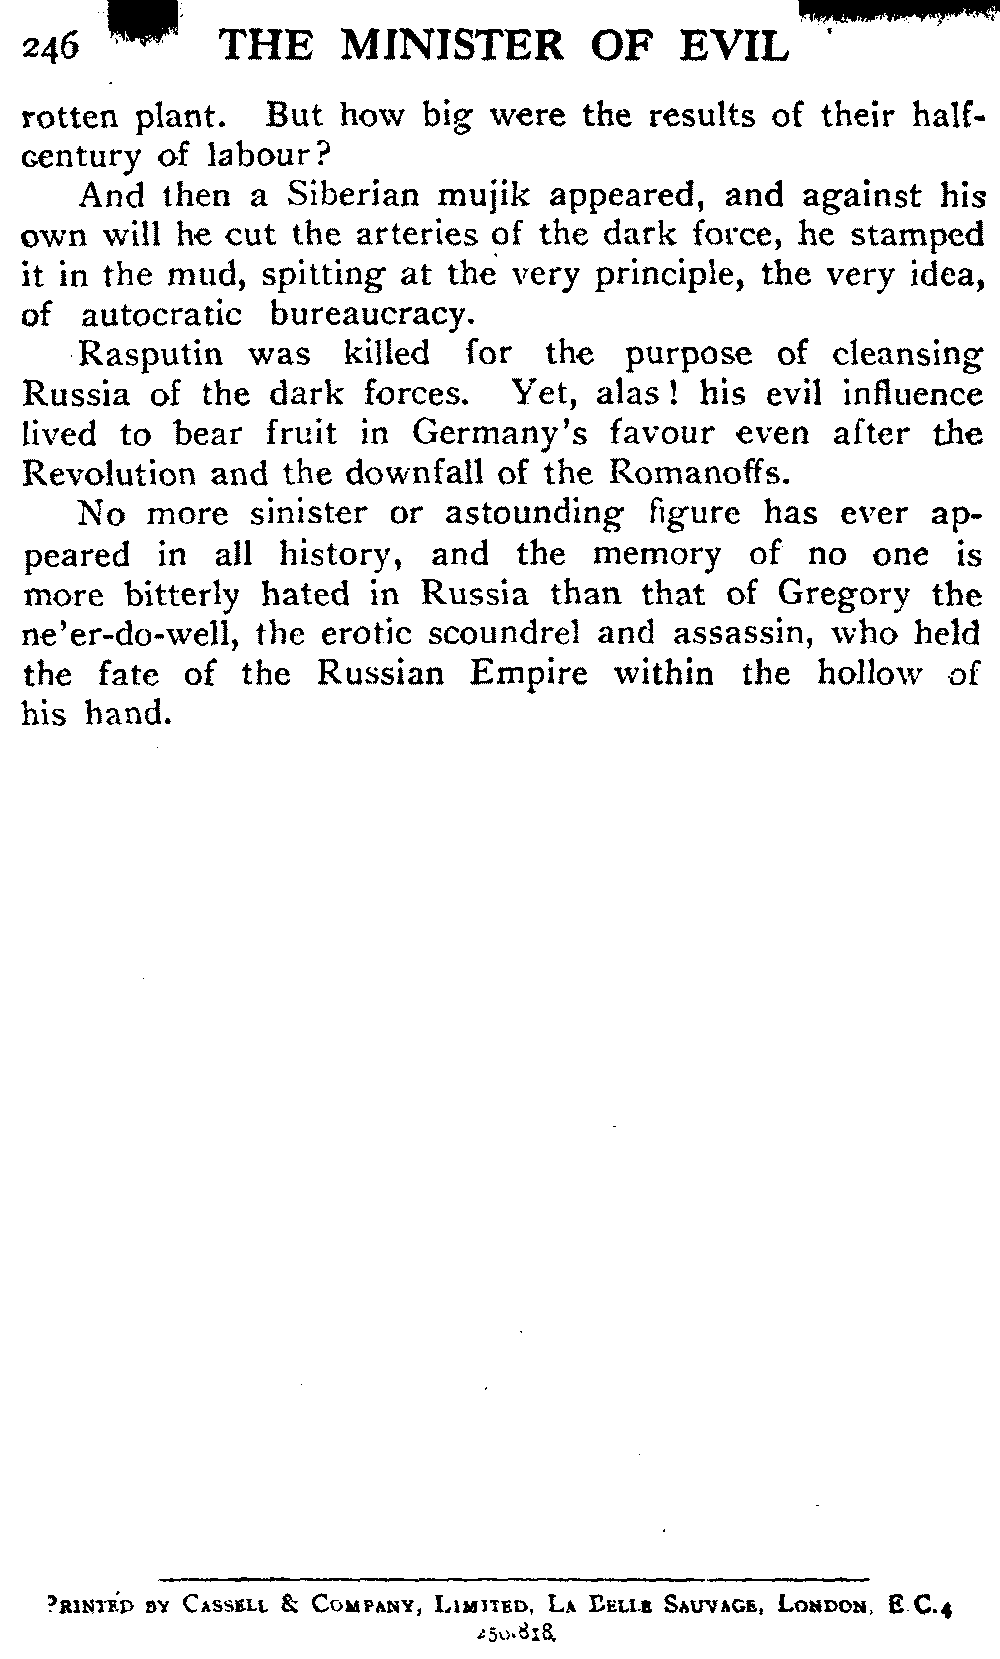 246 THE MINISTER OF EVIL
rotten plant. But how big were the results of their half-
century of labour?
And then a Siberian mujik appeared, and against his
own will he cut the arteries of the dark force, he stamped
it in the mud, spitting at the very principle, the very idea,
of autocratic bureaucracy.
Rasputin was killed for the purpose of cleansing
Russia of the dark forces. Yet, alas! his evil influence
lived to bear fruit in Germany's favour even after the
Revolution and the downfall of the Romanoffs.
No more sinister or astounding figure has ever ap-
peared in all history, and the memory of no one is
more bitterly hated in Russia than that of Gregory the
ne'er-do-well, the erotic scoundrel and assassin, who held
the fate of the Russian Empire within the hollow of
his hand.
PRINTED BY CASSELL & COMPANY, LIMITED, LA BELLE SAUVAGE, LONDON, E.C.4